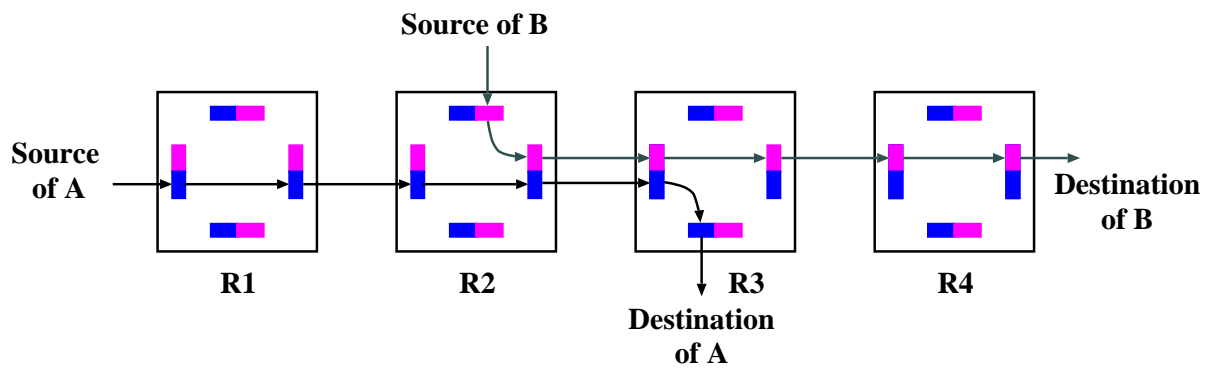 Source of B
Source
of A
Destination
of B
R1
R2
R3
R4
Destination
of A